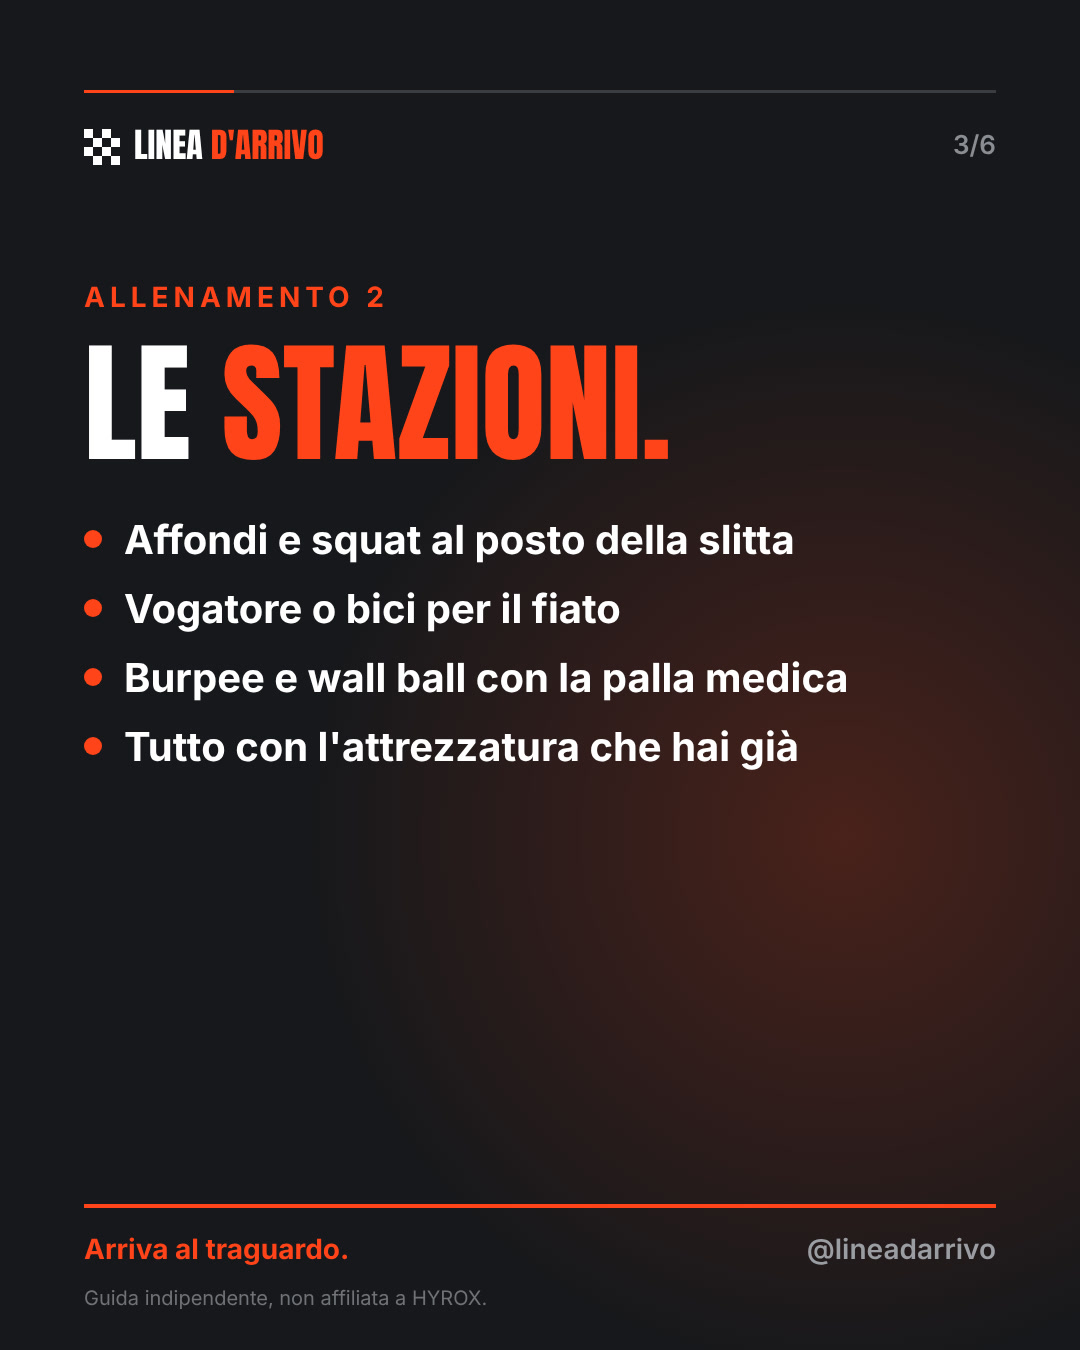 LINEA D'ARRIVO
3/6
ALLENAMENTO 2
LE STAZIONI.
Affondi e squat al posto della slitta
Vogatore o bici per il fiato
Burpee e wall ball con la palla medica
Tutto con l'attrezzatura che hai già
Arriva al traguardo.
@lineadarrivo
Guida indipendente, non affiliata a HYROX.